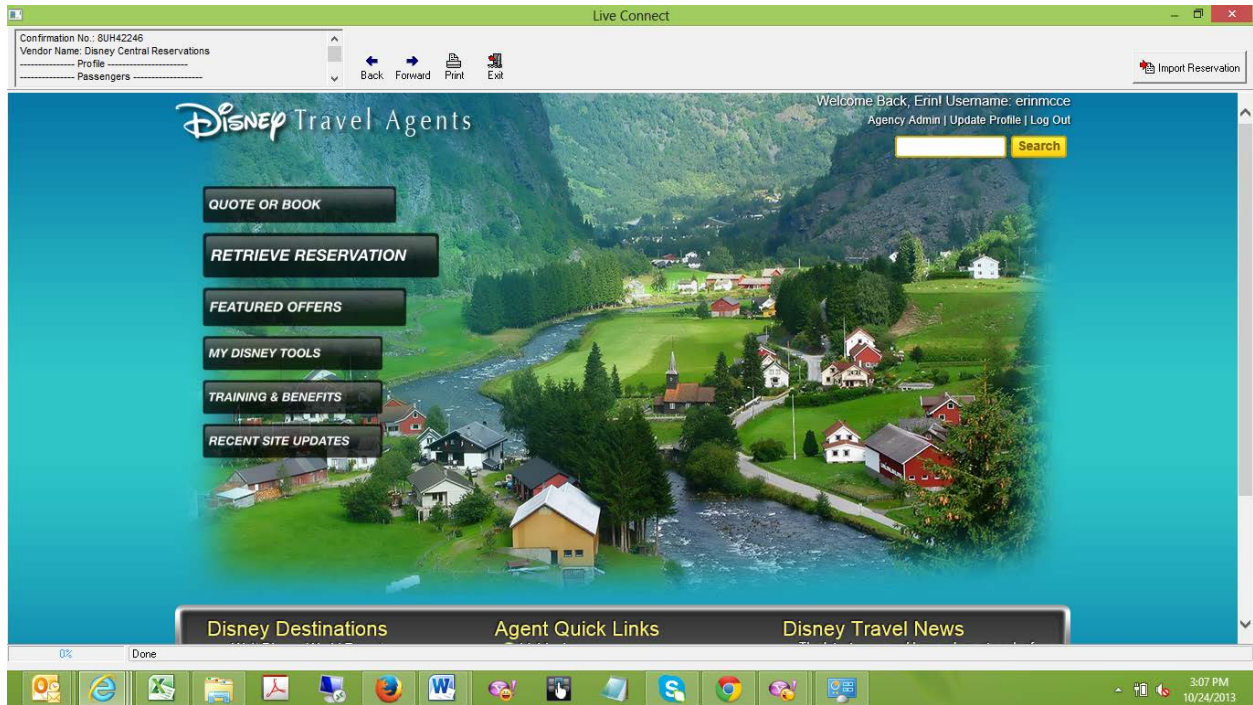 Live Connect
Confirmation No.: 8UH42246
Vendor Name: Disney Central Reservations
--------------- Profile ----------------------
--------------- Passengers -------------------
Back Forward Print Exit
Import Reservation
Disney Travel Agents
Welcome Back, Erin! Username: erinmcce
Agency Admin | Update Profile | Log Out
Search
QUOTE OR BOOK
RETRIEVE RESERVATION
FEATURED OFFERS
MY DISNEY TOOLS
TRAINING & BENEFITS
RECENT SITE UPDATES
Disney Destinations Agent Quick Links Disney Travel News
0% Done
3:07 PM
10/24/2013